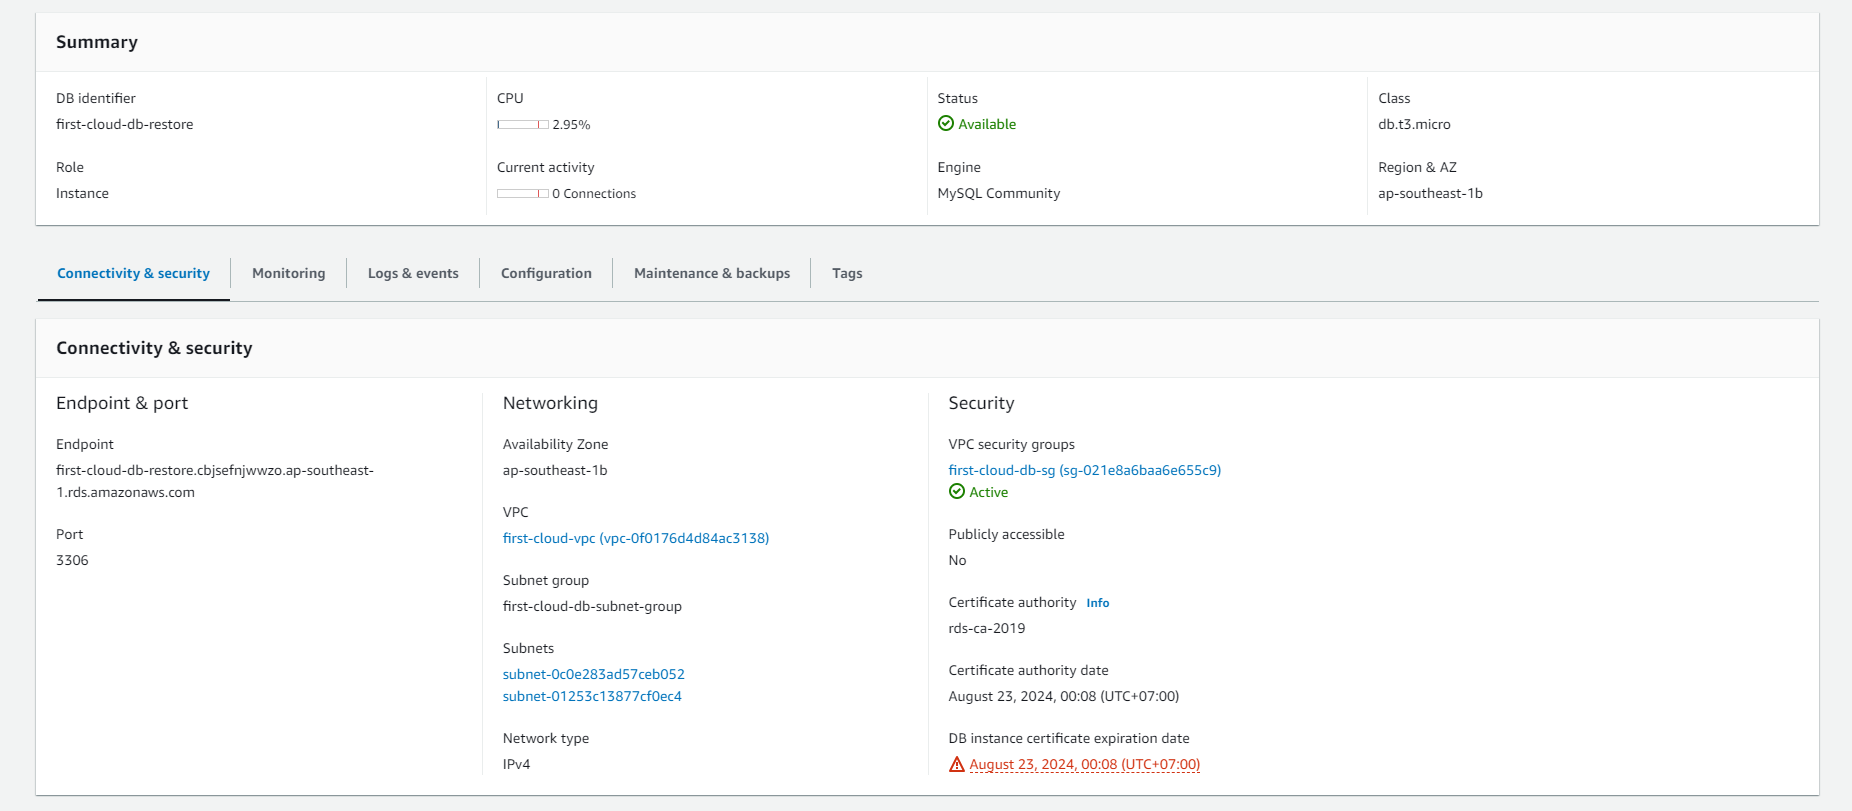 Summary
DB identifier
first-cloud-db-restore
Role
Instance
CPU
2.95%
Current activity
0 Connections
Status
Available
Engine
MySQL Community
Class
db.t3.micro
Region & AZ
ap-southeast-1b
Connectivity & security
Monitoring
Logs & events
Configuration
Maintenance & backups
Tags
Connectivity & security
Endpoint & port
Endpoint
first-cloud-db-restore.cbjsefnjwwzo.ap-southeast-
1.rds.amazonaws.com
Port
3306
Networking
Availability Zone
ap-southeast-1b
VPC
first-cloud-vpc (vpc-0f0176d4d84ac3138)
Subnet group
first-cloud-db-subnet-group
Subnets
subnet-0c0e283ad57ceb052
subnet-01253c13877cf0ec4
Network type
IPv4
Security
VPC security groups
first-cloud-db-sg (sg-021e8a6baa6e655c9)
Active
Publicly accessible
No
Certificate authority Info
rds-ca-2019
Certificate authority date
August 23, 2024, 00:08 (UTC+07:00)
DB instance certificate expiration date
August 23, 2024, 00:08 (UTC+07:00)